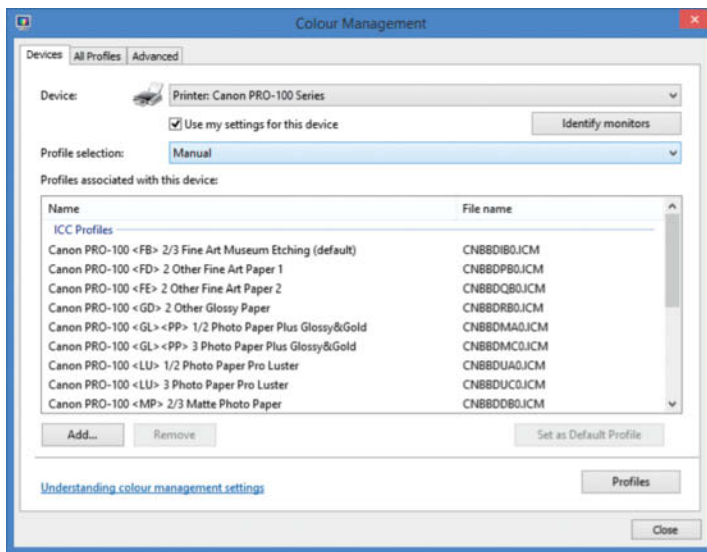 Colour Management
Devices All Profiles Advanced
Device: Printer: Canon PRO-100 Series
Use my settings for this device Identify monitors
Profile selection: Manual
Profiles associated with this device:
Name File name
ICC Profiles
Canon PRO-100 <FB> 2/3 Fine Art Museum Etching (default) CNBBDIB0.ICM
Canon PRO-100 <FD> 2 Other Fine Art Paper 1 CNBBDPB0.ICM
Canon PRO-100 <FE> 2 Other Fine Art Paper 2 CNBBDQB0.ICM
Canon PRO-100 <GD> 2 Other Glossy Paper CNBBDRB0.ICM
Canon PRO-100 <GL><PP> 1/2 Photo Paper Plus Glossy&Gold CNBBDMA0.ICM
Canon PRO-100 <GL><PP> 3 Photo Paper Plus Glossy&Gold CNBBDMC0.ICM
Canon PRO-100 <LU> 1/2 Photo Paper Pro Luster CNBBDUA0.ICM
Canon PRO-100 <LU> 3 Photo Paper Pro Luster CNBBDUC0.ICM
Canon PRO-100 <MP> 2/3 Matte Photo Paper CNBBDDB0.ICM
Add... Remove Set as Default Profile
Understanding colour management settings Profiles
Close